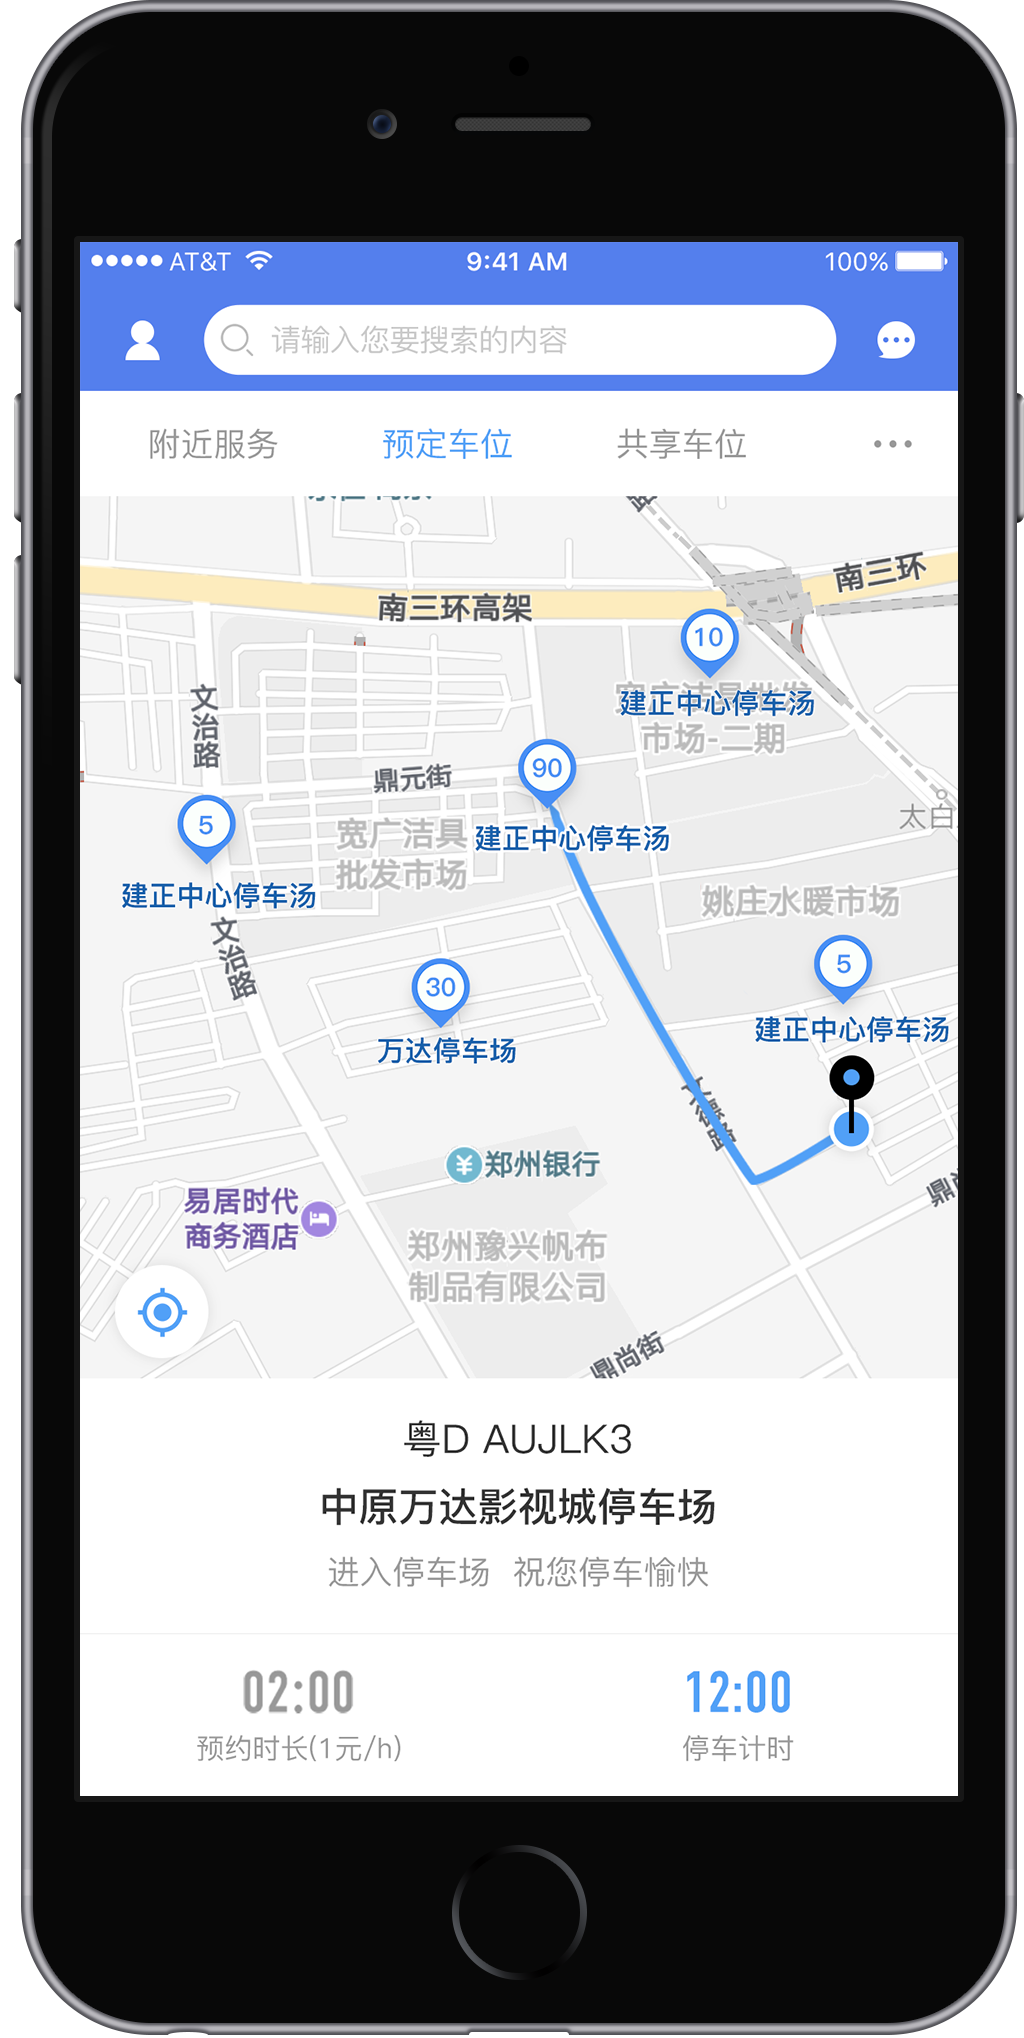 AT&T 9:41 AM 100%
请输入您要搜索的内容
附近服务 预定车位 共享车位
路
南三环
南三环高架
10
建正中心停车汤
市场-二期
文治路
鼎元街
90
建正中心停车汤
太白
5
建正中心停车汤
宽广洁具
批发市场
姚庄水暖市场
文治路
5
建正中心停车汤
30
万达停车场
文德路
¥ 郑州银行
鼎尚
易居时代
商务酒店
郑州豫兴帆布
制品有限公司
鼎尚街
粤D AUJLK3
中原万达影视城停车场
进入停车场 祝您停车愉快
02:00 12:00
预约时长(1元/h) 停车计时